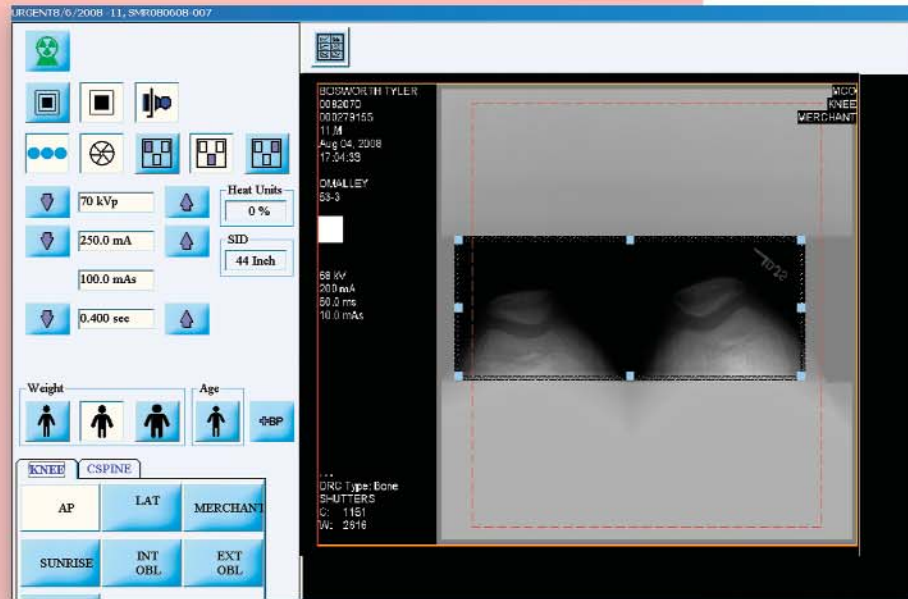 URGENT8/6/2008 -11, SMR080608-007
70 kVp
250.0 mA
100.0 mAs
0.400 sec
Heat Units
0 %
SID
44 Inch
Weight
Age
BP
KNEE CSPINE
AP LAT MERCHANT
SUNRISE INT OBL EXT OBL
BOSWORTH TYLER
0082070
000279155
11,M
Aug 04, 2008
17:04:33
OMALLEY
53-3
68 kV
200 mA
50.0 ms
10.0 mAs
...
ORC Type: Bone
SHUTTERS
C: 1151
W: 2616
MCO
KNEE
MERCHANT